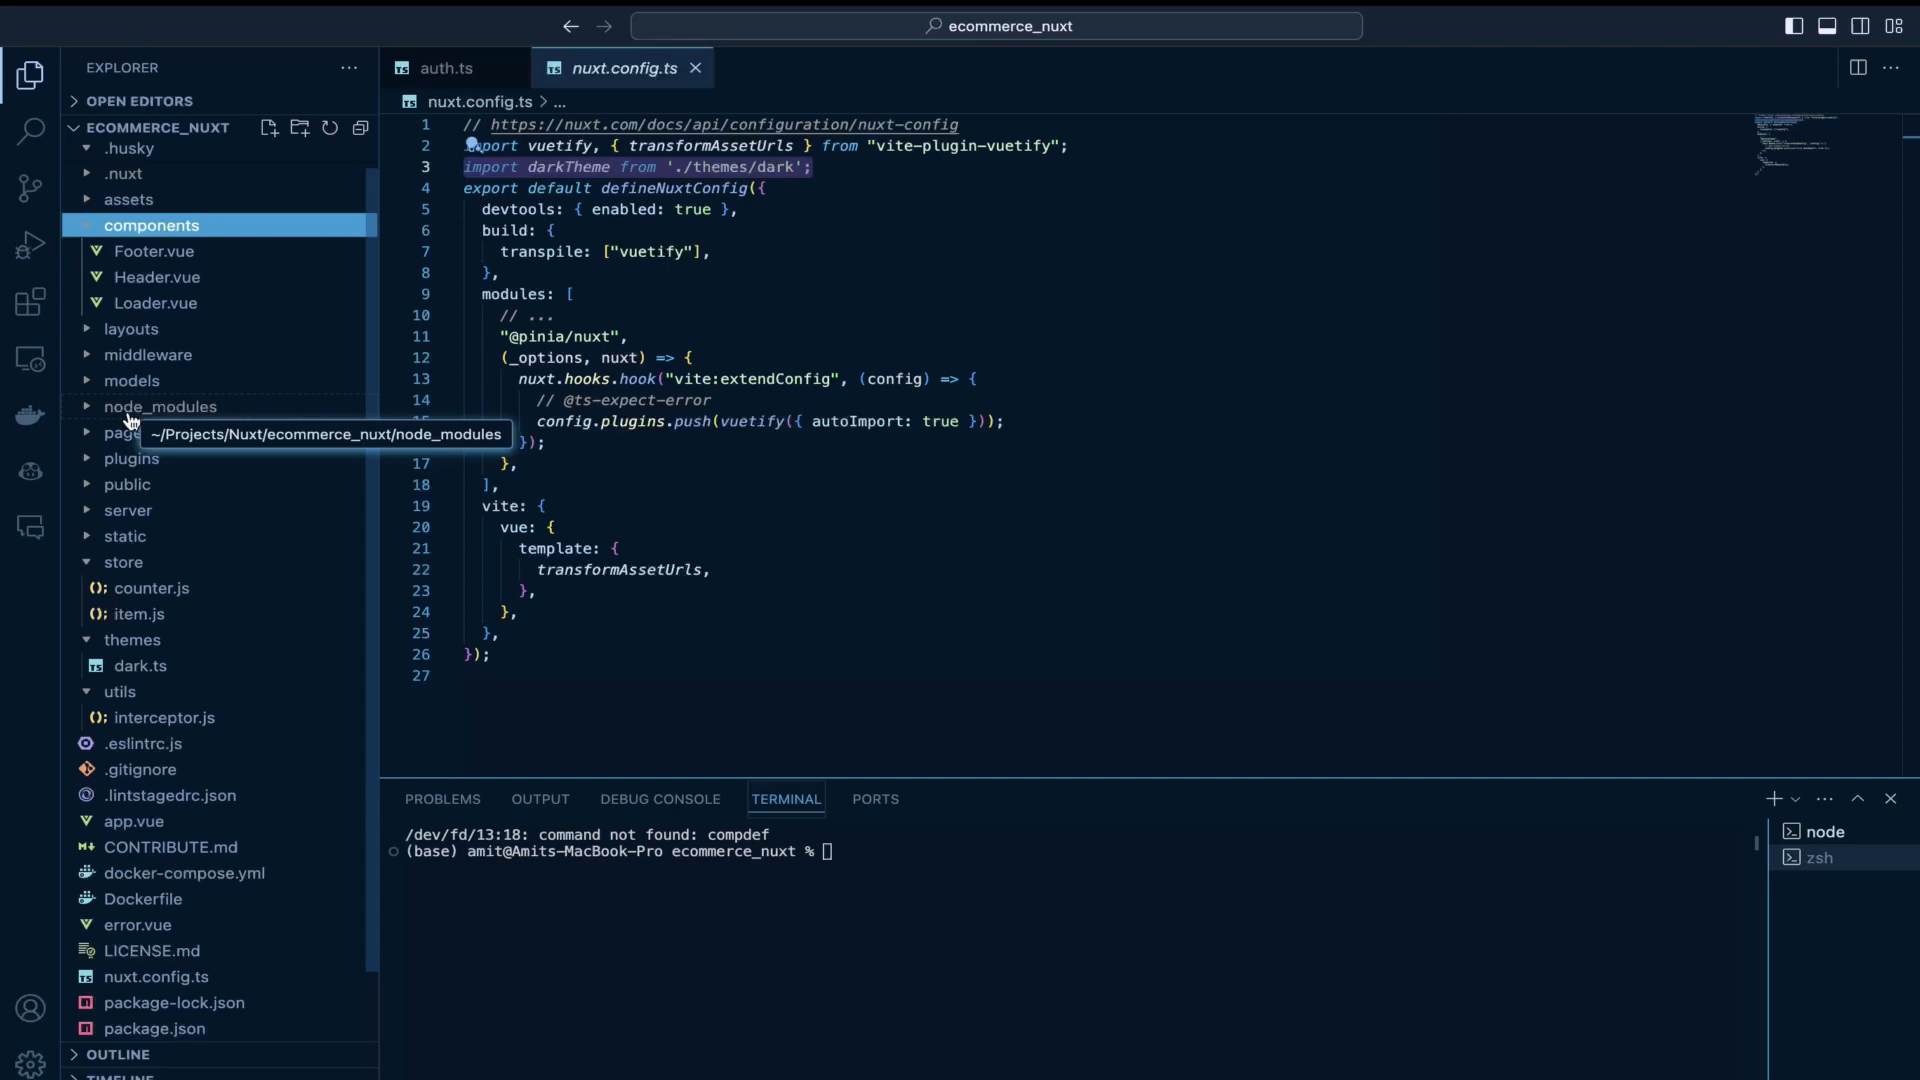 ecommerce_nuxt
EXPLORER
OPEN EDITORS
ECOMMERCE_NUXT
.husky
.nuxt
assets
components
Footer.vue
Header.vue
Loader.vue
layouts
middleware
models
node_modules
~/Projects/Nuxt/ecommerce_nuxt/node_modules
plugins
public
server
static
store
counter.js
item.js
themes
dark.ts
utils
interceptor.js
.eslintrc.js
.gitignore
.lintstagedrc.json
app.vue
CONTRIBUTE.md
docker-compose.yml
Dockerfile
error.vue
LICENSE.md
nuxt.config.ts
package-lock.json
package.json
OUTLINE
TIMELINE
auth.ts
nuxt.config.ts
nuxt.config.ts > ...
1 // https://nuxt.com/docs/api/configuration/nuxt-config
2 import vuetify, { transformAssetUrls } from "vite-plugin-vuetify";
3 import darkTheme from './themes/dark';
4 export default defineNuxtConfig({
5 devtools: { enabled: true },
6 build: {
7 transpile: ["vuetify"],
8 },
9 modules: [
10 // ...
11 "@pinia/nuxt",
12 (_options, nuxt) => {
13 nuxt.hooks.hook("vite:extendConfig", (config) => {
14 // @ts-expect-error
config.plugins.push(vuetify({ autoImport: true }));
});
17 },
18 ],
19 vite: {
20 vue: {
21 template: {
22 transformAssetUrls,
23 },
24 },
25 },
26 });
27
PROBLEMS OUTPUT DEBUG CONSOLE TERMINAL PORTS
/dev/fd/13:18: command not found: compdef
(base) amit@Amits-MacBook-Pro ecommerce_nuxt %
node
zsh